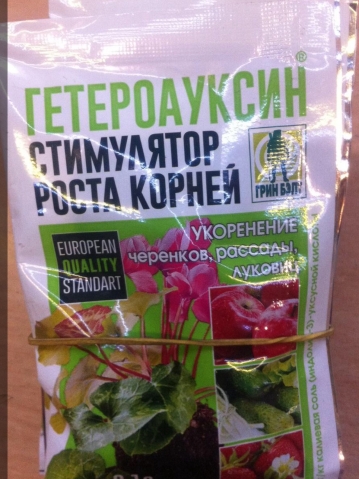 ГЕТЕРОАУКСИН®
СТИМУЛЯТОР
РОСТА КОРНЕЙ
ГРИН БЭЛТ
EUROPEAN
QUALITY
STANDART
УКОРЕНЕНИЕ
черенков, рассады,
луковиц